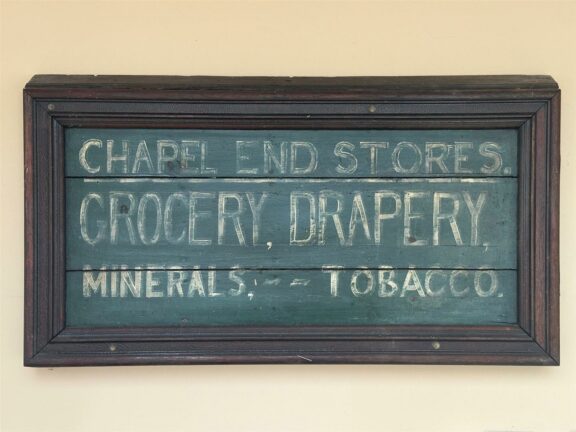 CHAPEL END STORES.
GROCERY, DRAPERY,
MINERALS, - - TOBACCO.